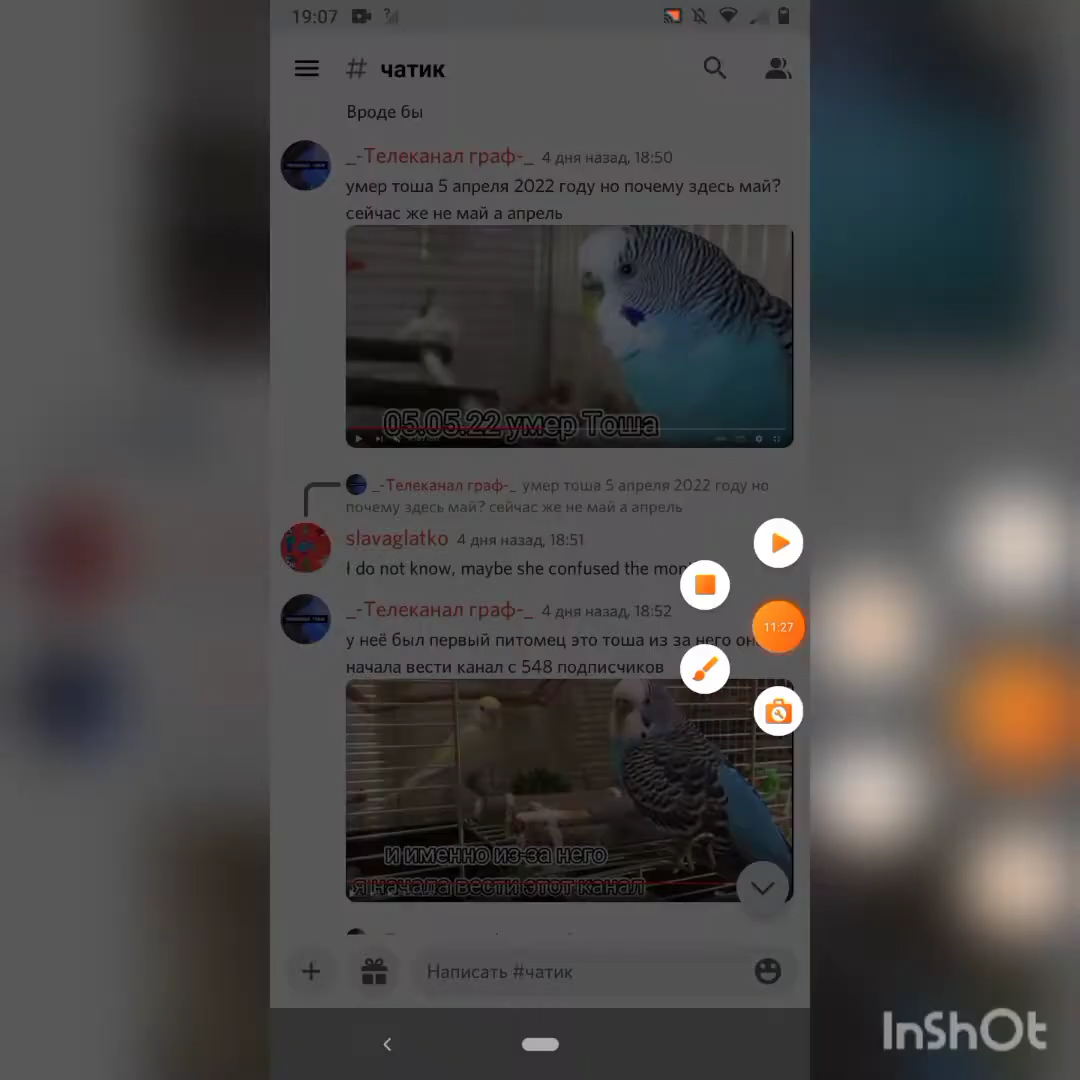 19:07
# чатик
Вроде бы
_-Телеканал граф-_ 4 дня назад, 18:50
умер тоша 5 апреля 2022 году но почему здесь май?
сейчас же не май а апрель
05.05.22 умер Тоша
_-Телеканал граф-_ умер тоша 5 апреля 2022 году но
почему здесь май? сейчас же не май а апрель
slavaglatko 4 дня назад, 18:51
I do not know, maybe she confused the
_-Телеканал граф-_ 4 дня назад, 18:52
у неё был первый питомец это тоша из за него
11:27
начала вести канал с 548 подписчиков
и именно из-за него
я начала вести этот канал
Написать #чатик
InShOt